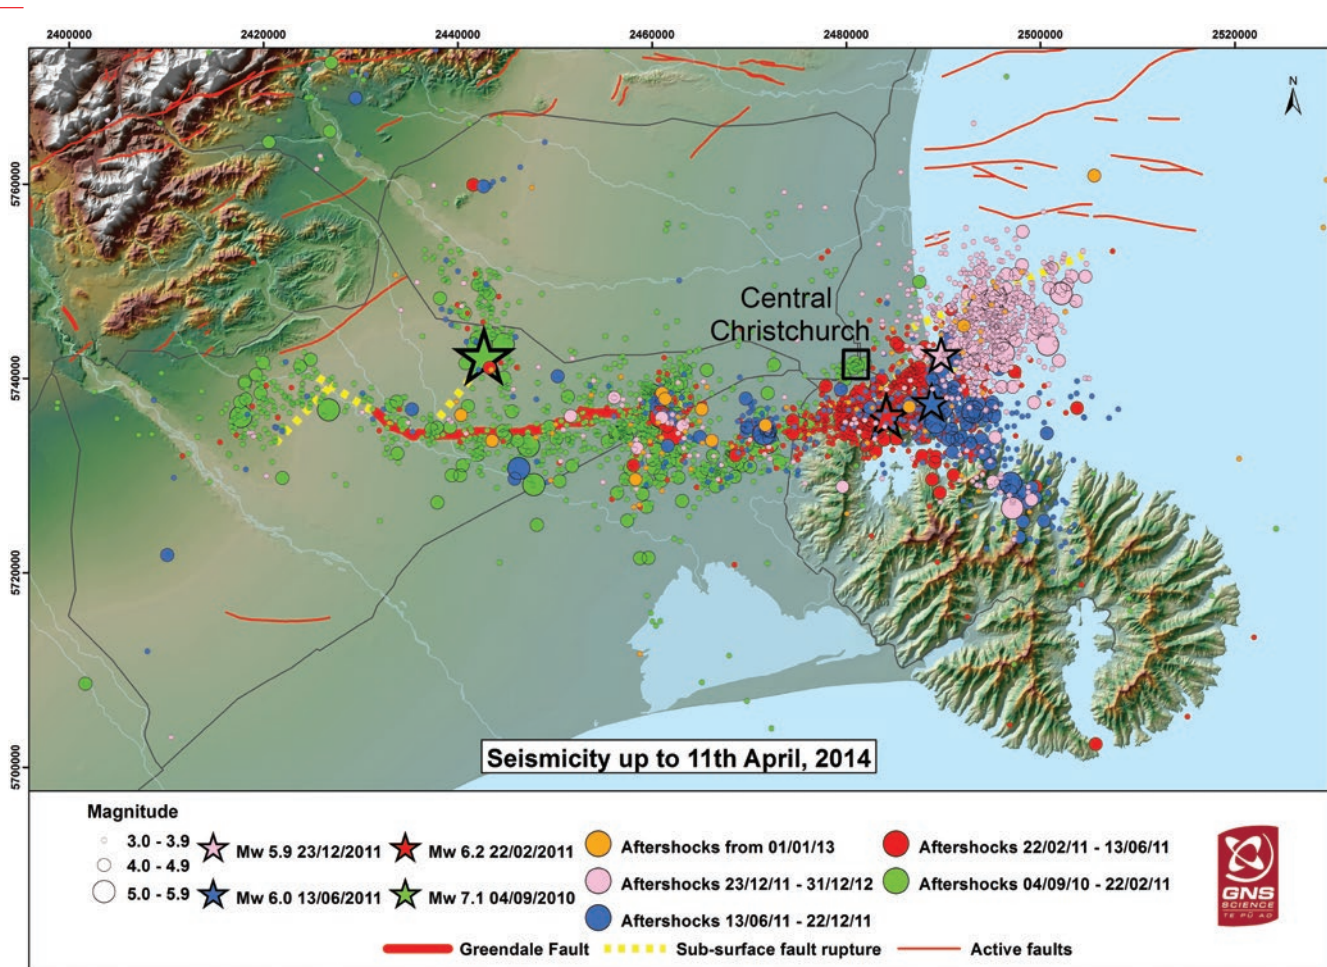 2400000 2420000 2440000 2460000 2480000 2500000 2520000
N
5760000
5740000
5720000
5700000
Central
Christchurch
Seismicity up to 11th April, 2014
Magnitude
3.0 - 3.9
4.0 - 4.9
5.0 - 5.9
Mw 5.9 23/12/2011
Mw 6.0 13/06/2011
Mw 6.2 22/02/2011
Mw 7.1 04/09/2010
Aftershocks from 01/01/13
Aftershocks 23/12/11 - 31/12/12
Aftershocks 13/06/11 - 22/12/11
Aftershocks 22/02/11 - 13/06/11
Aftershocks 04/09/10 - 22/02/11
Greendale Fault
Sub-surface fault rupture
Active faults
GNS
SCIENCE
TE PŪ AO